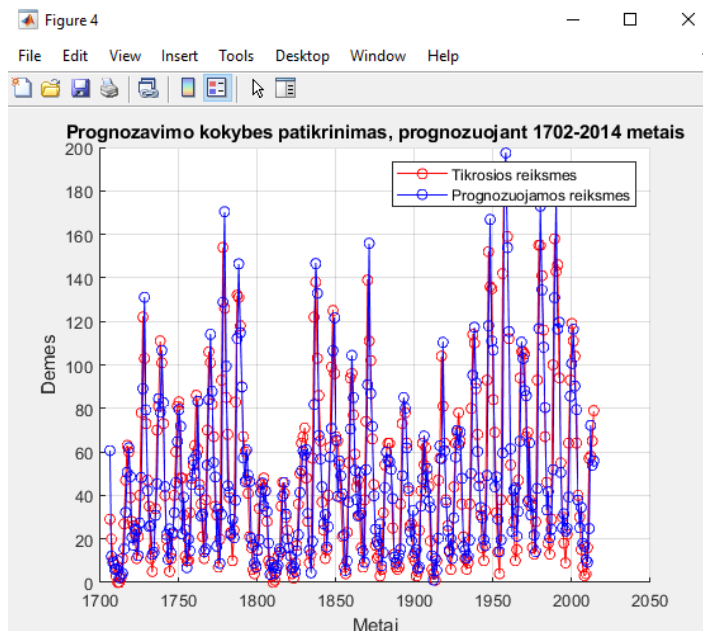 Figure 4
File Edit View Insert Tools Desktop Window Help
Prognozavimo kokybes patikrinimas, prognozuojant 1702-2014 metais
Tikrosios reiksmes
Prognozuojamos reiksmes
200
180
160
140
120
100
80
60
40
20
0
Demes
1700 1750 1800 1850 1900 1950 2000 2050
Metai